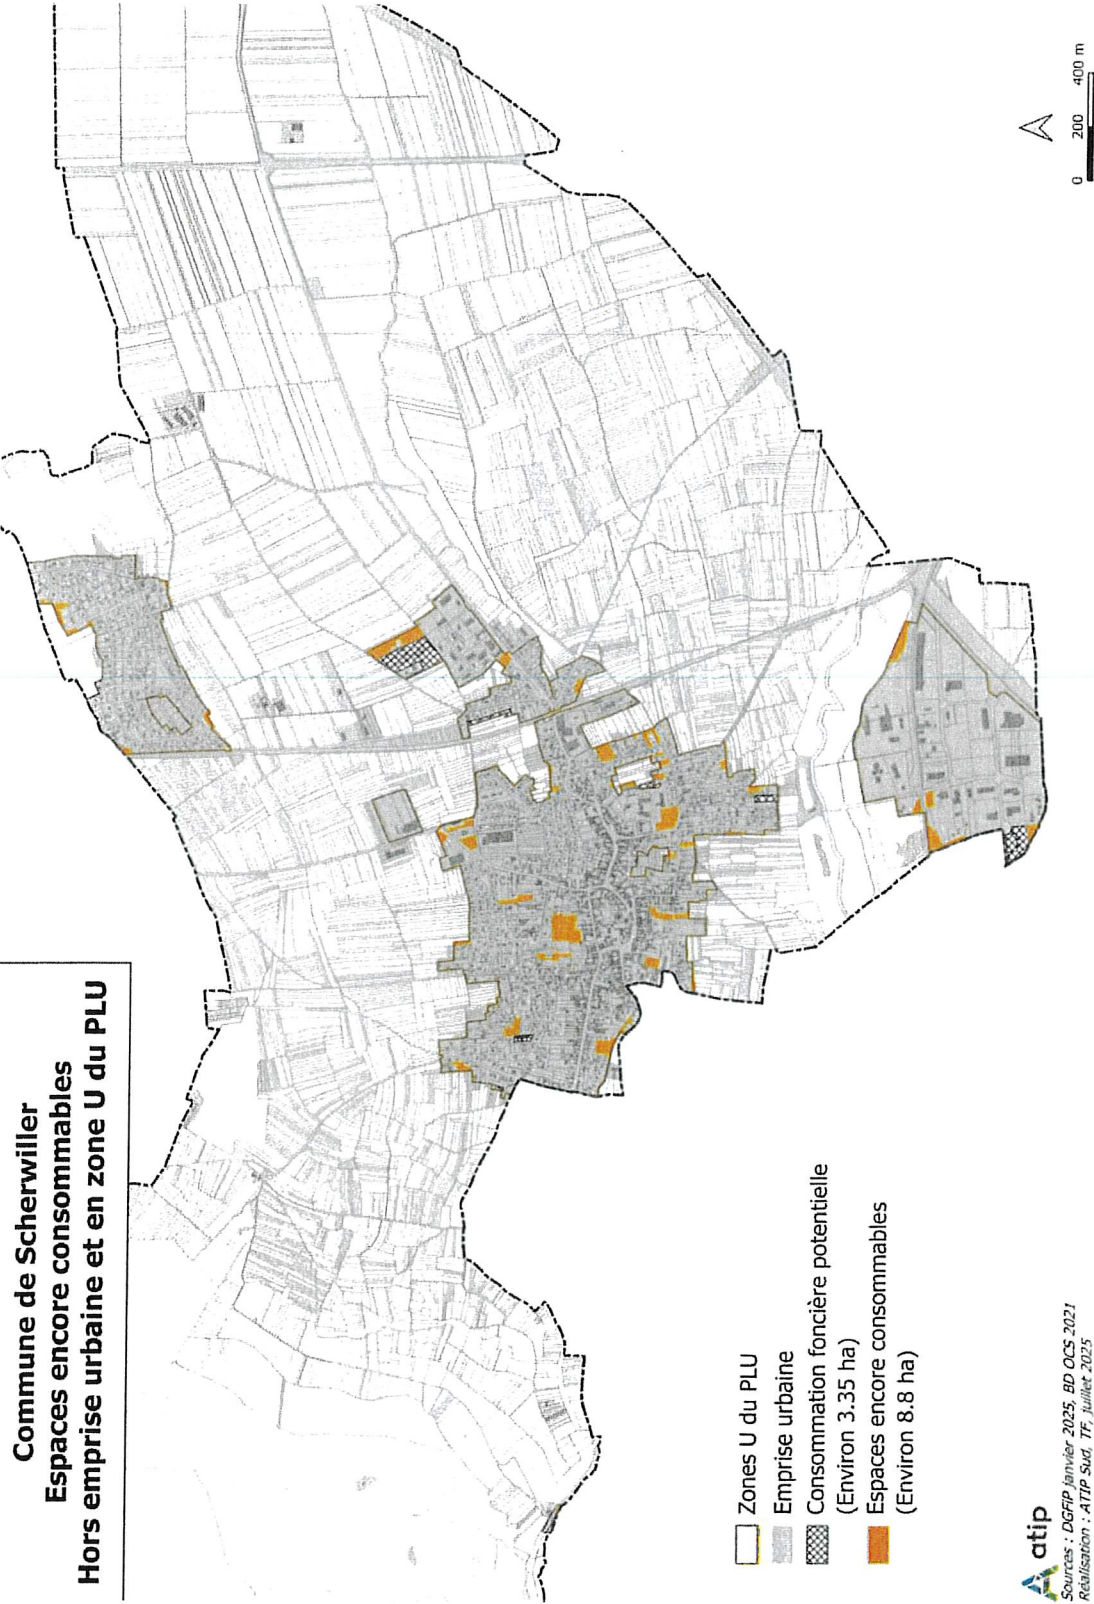 Commune de Scherwiller
Espaces encore consommables
Hors emprise urbaine et en zone U du PLU
Zones U du PLU
Emprise urbaine
Consommation foncière potentielle
(Environ 3.35 ha)
Espaces encore consommables
(Environ 8.8 ha)
0 200 400 m
atip
Sources : DGFiP janvier 2025, BD OCS 2021
Réalisation : ATIP Sud, TF, juillet 2025